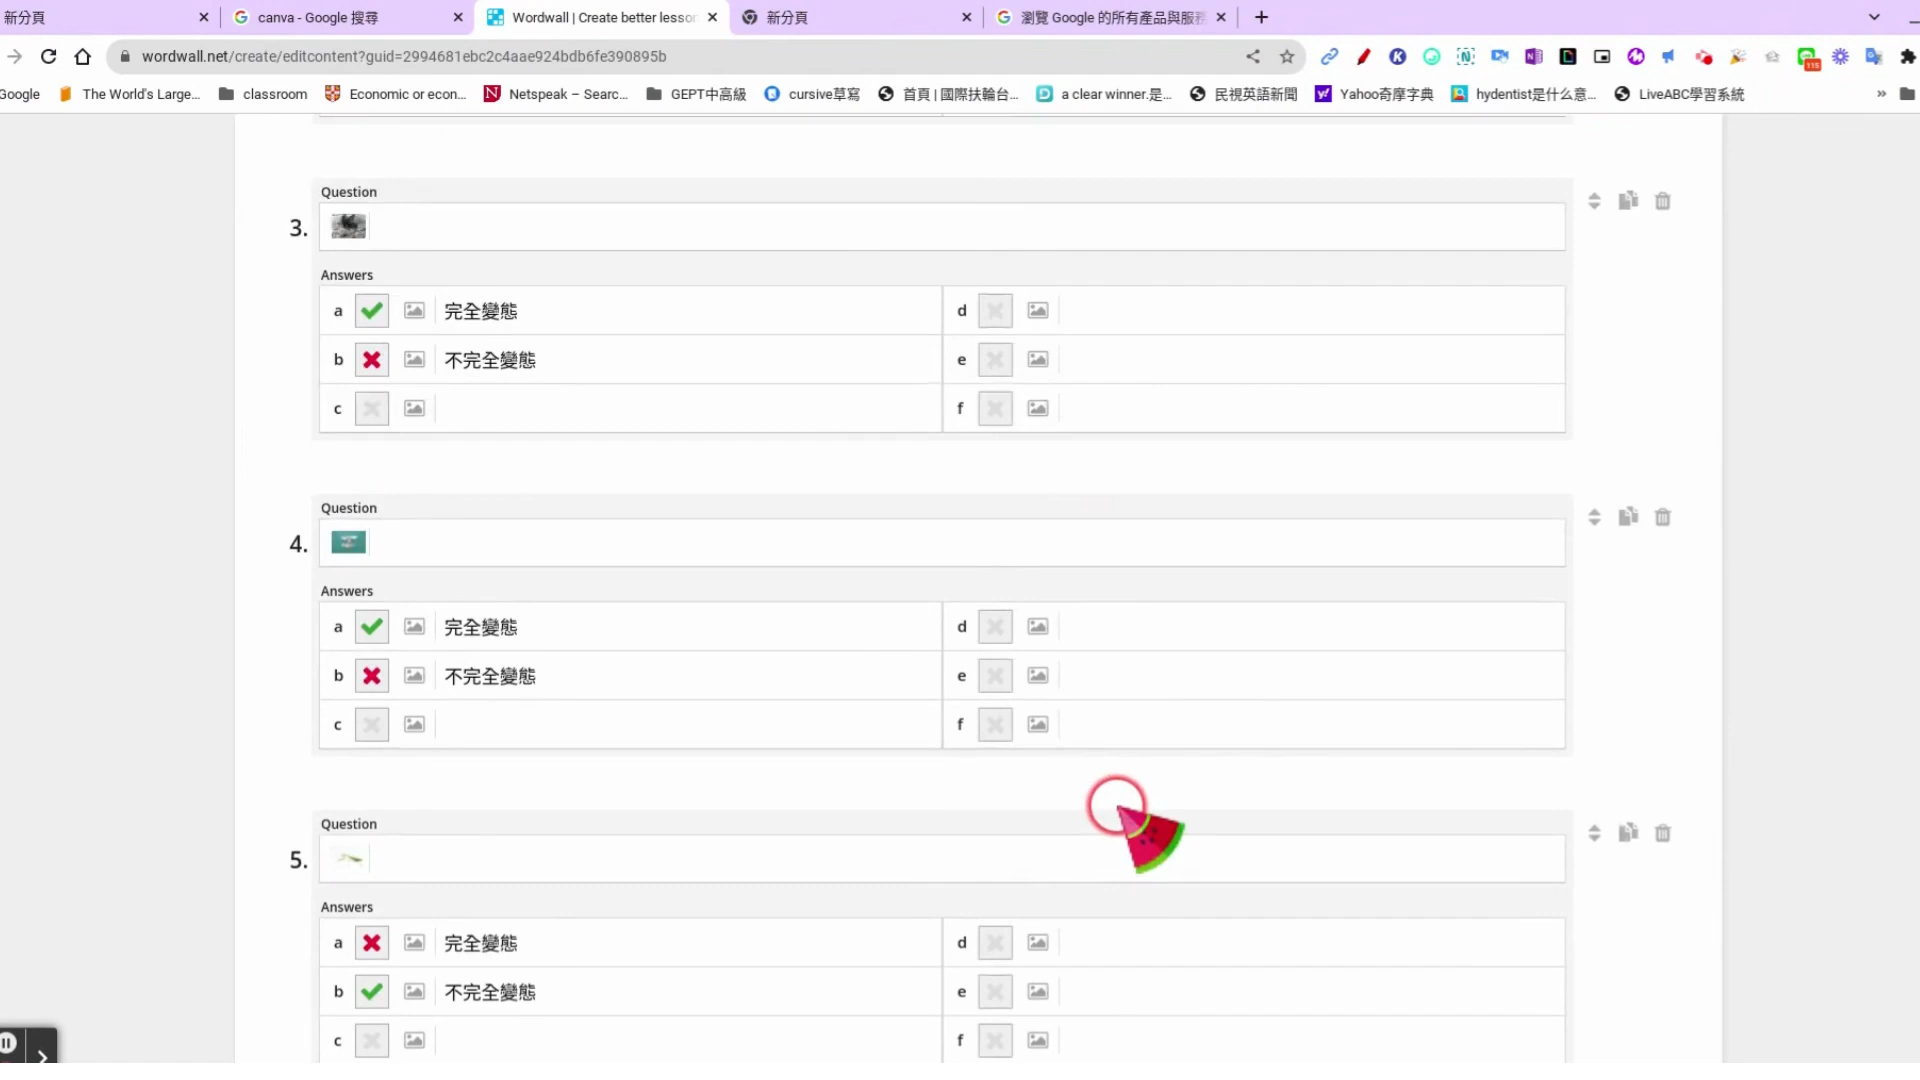 新分頁
canva - Google 搜尋
Wordwall | Create better lesson
新分頁
瀏覽 Google 的所有產品與服務
wordwall.net/create/editcontent?guid=2994681ebc2c4aae924bdb6fe390895b
115
Google
The World's Large...
classroom
Economic or econ...
Netspeak – Searc...
GEPT中高級
cursive草寫
首頁 | 國際扶輪台...
a clear winner.是...
民視英語新聞
Yahoo奇摩字典
hydentist是什么意...
LiveABC學習系統
Question
3.
Answers
a 完全變態 d
b 不完全變態 e
c f
Question
4.
Answers
a 完全變態 d
b 不完全變態 e
c f
Question
5.
Answers
a 完全變態 d
b 不完全變態 e
c f